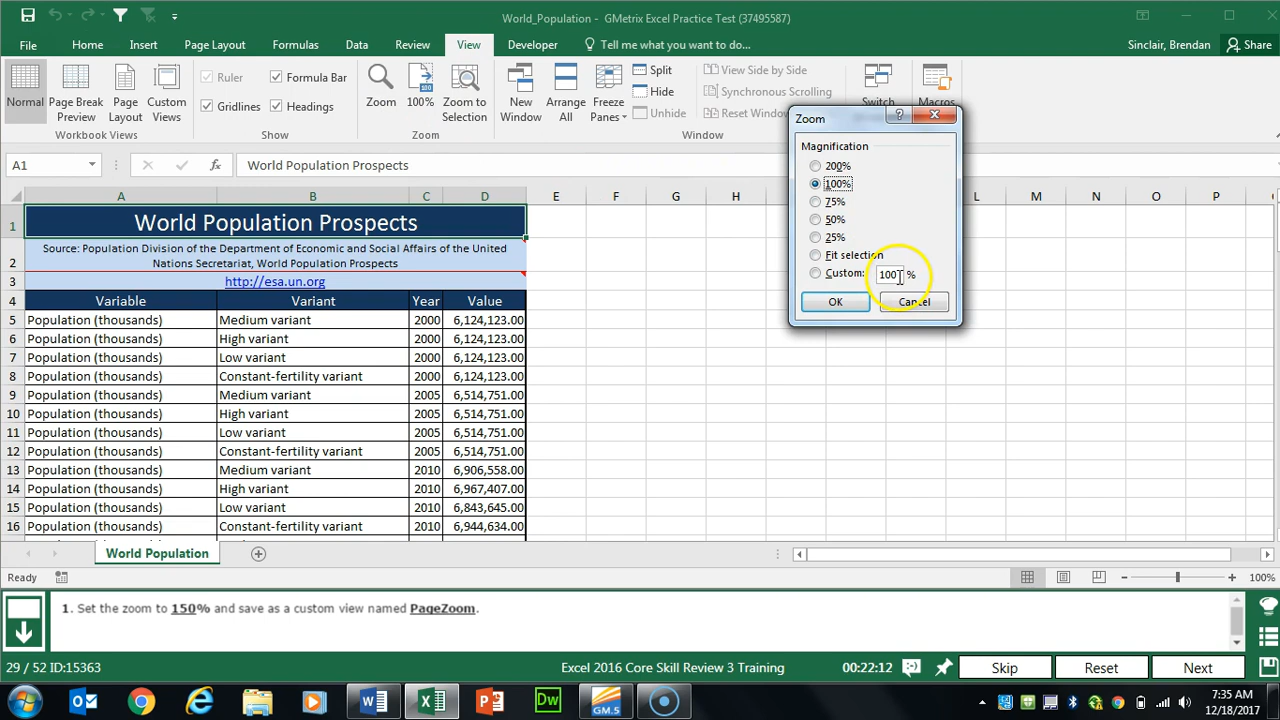 World_Population - GMetrix Excel Practice Test (37495587)
File Home Insert Page Layout Formulas Data Review View Developer Tell me what you want to do... Sinclair, Brendan Share
Normal Page Break Preview Page Layout Custom Views
Workbook Views
Ruler Formula Bar
Gridlines Headings
Show
Zoom 100% Zoom to Selection
Zoom
New Window Arrange All Freeze Panes
Split
Hide
Unhide
View Side by Side
Synchronous Scrolling
Reset Window
Window
Switch
Macros
A1 fx World Population Prospects
A B C D E F G H L M N O P
1 World Population Prospects
2 Source: Population Division of the Department of Economic and Social Affairs of the United
Nations Secretariat, World Population Prospects
3 http://esa.un.org
4 Variable Variant Year Value
5 Population (thousands) Medium variant 2000 6,124,123.00
6 Population (thousands) High variant 2000 6,124,123.00
7 Population (thousands) Low variant 2000 6,124,123.00
8 Population (thousands) Constant-fertility variant 2000 6,124,123.00
9 Population (thousands) Medium variant 2005 6,514,751.00
10 Population (thousands) High variant 2005 6,514,751.00
11 Population (thousands) Low variant 2005 6,514,751.00
12 Population (thousands) Constant-fertility variant 2005 6,514,751.00
13 Population (thousands) Medium variant 2010 6,906,558.00
14 Population (thousands) High variant 2010 6,967,407.00
15 Population (thousands) Low variant 2010 6,843,645.00
16 Population (thousands) Constant-fertility variant 2010 6,944,634.00
Zoom ?
Magnification
200%
100%
75%
50%
25%
Fit selection
Custom: 100 %
OK Cancel
World Population
Ready 100%
1. Set the zoom to 150% and save as a custom view named PageZoom.
29 / 52 ID:15363 Excel 2016 Core Skill Review 3 Training 00:22:12 Skip Reset Next
GM.5
Dw
7:35 AM
12/18/2017